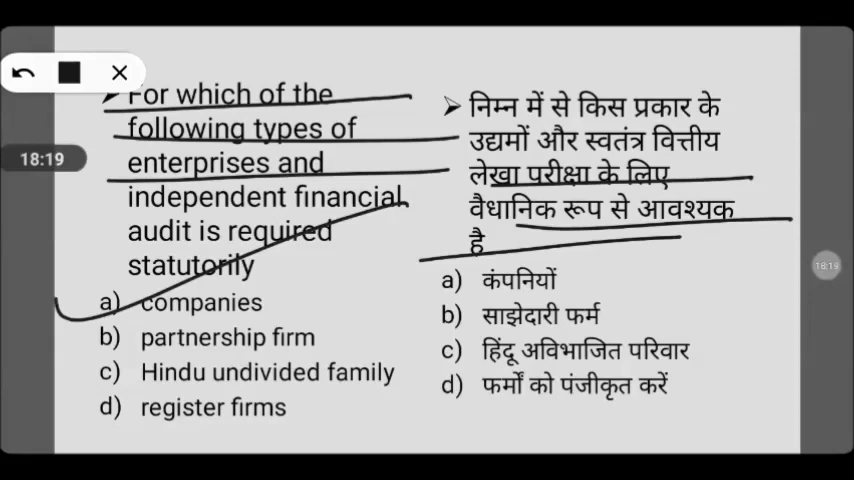 For which of the
following types of
enterprises and
independent financial
audit is required
statutorily
a) companies
b) partnership firm
c) Hindu undivided family
d) register firms
निम्न में से किस प्रकार के
उद्यमों और स्वतंत्र वित्तीय
लेखा परीक्षा के लिए
वैधानिक रूप से आवश्यक
है
a) कंपनियों
b) साझेदारी फर्म
c) हिंदू अविभाजित परिवार
d) फर्मों को पंजीकृत करें
18:19
18:19